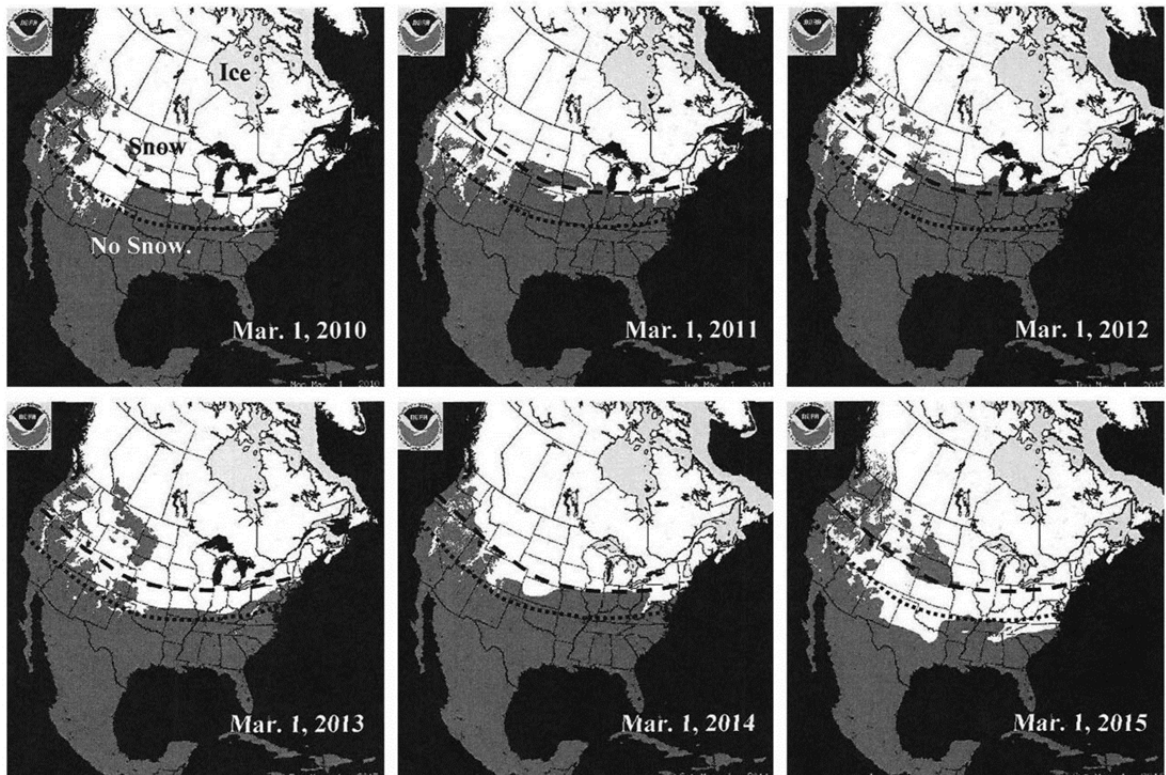 Ice
Snow
No Snow.
Mar. 1, 2010
Mar. 1, 2011
Mar. 1, 2012
Mar. 1, 2013
Mar. 1, 2014
Mar. 1, 2015